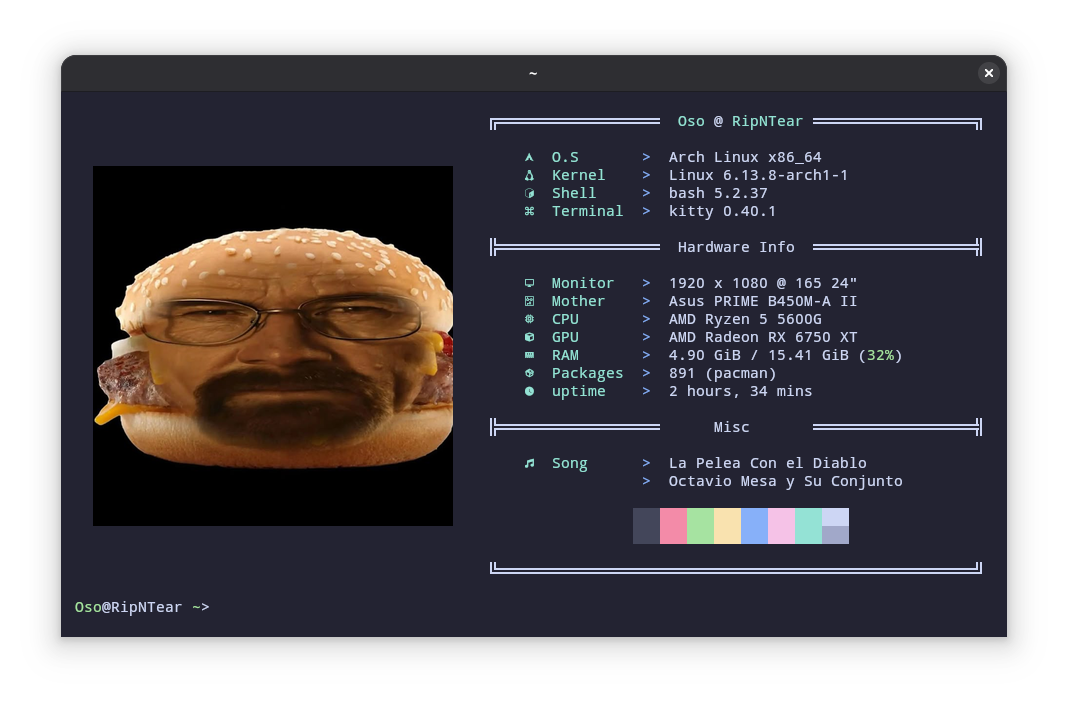 ~
Oso @ RipNTear
O.S > Arch Linux x86_64
Kernel > Linux 6.13.8-arch1-1
Shell > bash 5.2.37
Terminal > kitty 0.40.1
Hardware Info
Monitor > 1920 x 1080 @ 165 24"
Mother > Asus PRIME B450M-A II
CPU > AMD Ryzen 5 5600G
GPU > AMD Radeon RX 6750 XT
RAM > 4.90 GiB / 15.41 GiB (32%)
Packages > 891 (pacman)
uptime > 2 hours, 34 mins
Misc
Song > La Pelea Con el Diablo
> Octavio Mesa y Su Conjunto
Oso@RipNTear ~>